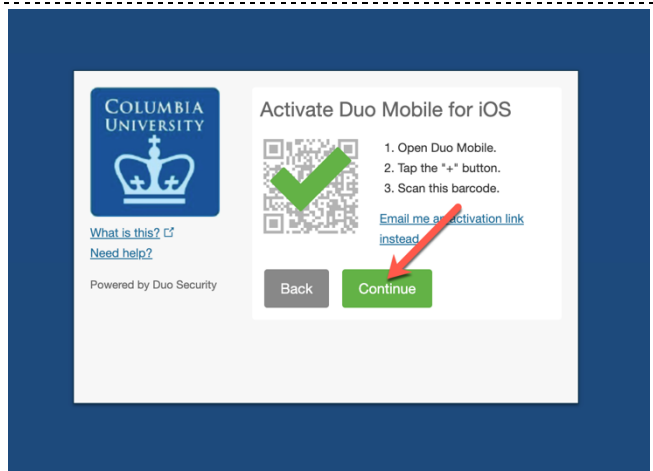 COLUMBIA
UNIVERSITY
What is this?
Need help?
Powered by Duo Security
Activate Duo Mobile for iOS
1. Open Duo Mobile.
2. Tap the "+" button.
3. Scan this barcode.
Email me an activation link
instead
Back
Continue